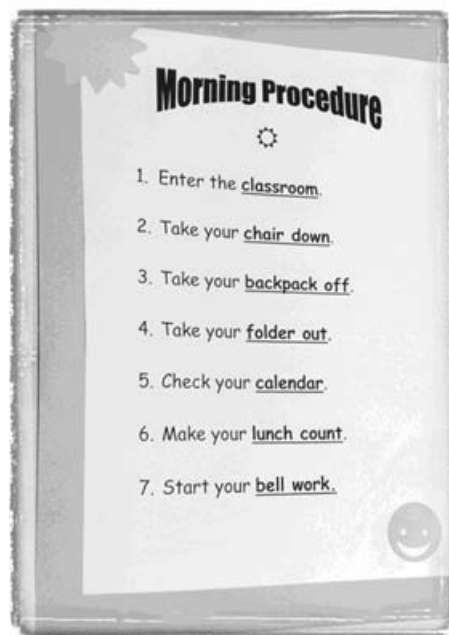 Morning Procedure
1. Enter the classroom.
2. Take your chair down.
3. Take your backpack off.
4. Take your folder out.
5. Check your calendar.
6. Make your lunch count.
7. Start your bell work.